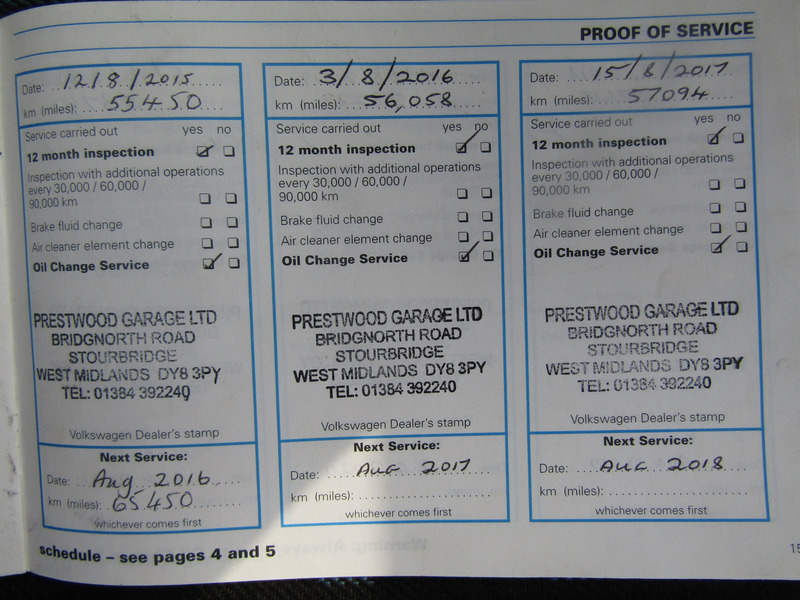 PROOF OF SERVICE
Date: 12/8/2015
km (miles): 55450
Service carried out yes no
12 month inspection
Inspection with additional operations
every 30,000 / 60,000 /
90,000 km
Brake fluid change
Air cleaner element change
Oil Change Service
PRESTWOOD GARAGE LTD
BRIDGNORTH ROAD
STOURBRIDGE
WEST MIDLANDS DY8 3PY
TEL: 01384 392240
Volkswagen Dealer's stamp
Next Service:
Date: Aug 2016
km (miles): 65450
whichever comes first
Date: 3/8/2016
km (miles): 56,058
Service carried out yes no
12 month inspection
Inspection with additional operations
every 30,000 / 60,000 /
90,000 km
Brake fluid change
Air cleaner element change
Oil Change Service
PRESTWOOD GARAGE LTD
BRIDGNORTH ROAD
STOURBRIDGE
WEST MIDLANDS DY8 3PY
TEL: 01384 392240
Volkswagen Dealer's stamp
Next Service:
Date: Aug 2017
km (miles):
whichever comes first
Date: 15/8/2017
km (miles): 57094
Service carried out yes no
12 month inspection
Inspection with additional operations
every 30,000 / 60,000 /
90,000 km
Brake fluid change
Air cleaner element change
Oil Change Service
PRESTWOOD GARAGE LTD
BRIDGNORTH ROAD
STOURBRIDGE
WEST MIDLANDS DY8 3PY
TEL: 01384 392240
Volkswagen Dealer's stamp
Next Service:
Date: AUG 2018
km (miles):
whichever comes first
schedule – see pages 4 and 5